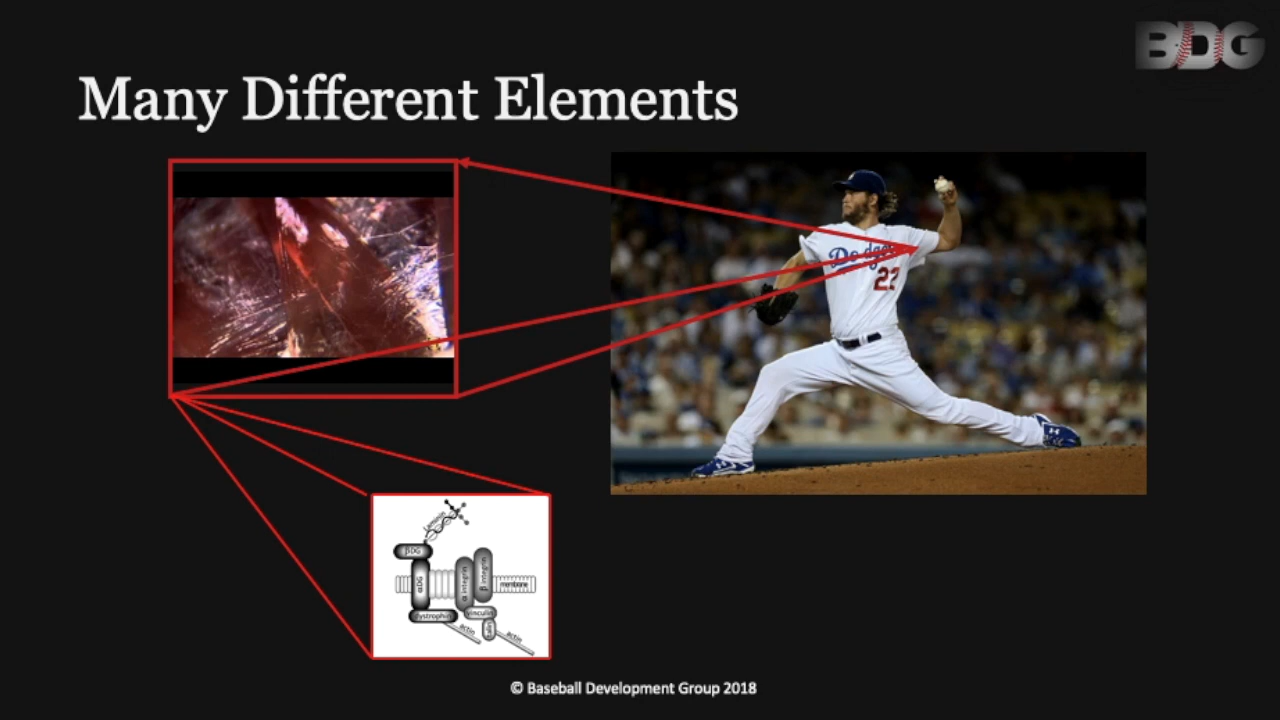 BDG
Many Different Elements
Dodgers
22
Laminin
βDG
αDG
α integrin
β integrin
membrane
dystrophin
vinculin
actin
actin
© Baseball Development Group 2018